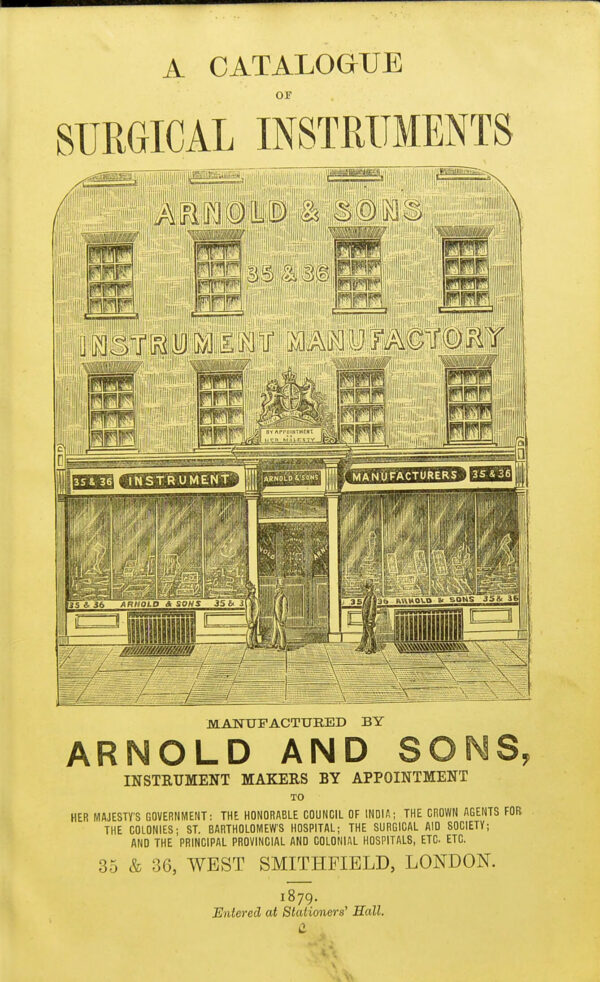 A CATALOGUE
OF
SURGICAL INSTRUMENTS
ARNOLD & SONS
35 & 36
INSTRUMENT MANUFACTORY
BY APPOINTMENT
HER MAJESTY
35 & 36 INSTRUMENT ARNOLD & SONS MANUFACTURERS 35 & 36
35 & 36 ARNOLD & SONS 35 & 3
35 36 ARNOLD & SONS 35 & 36
MANUFACTURED BY
ARNOLD AND SONS,
INSTRUMENT MAKERS BY APPOINTMENT
TO
HER MAJESTY'S GOVERNMENT: THE HONORABLE COUNCIL OF INDIA; THE CROWN AGENTS FOR
THE COLONIES; ST. BARTHOLOMEW'S HOSPITAL; THE SURGICAL AID SOCIETY;
AND THE PRINCIPAL PROVINCIAL AND COLONIAL HOSPITALS, ETC. ETC.
35 & 36, WEST SMITHFIELD, LONDON.
1879.
Entered at Stationers' Hall.